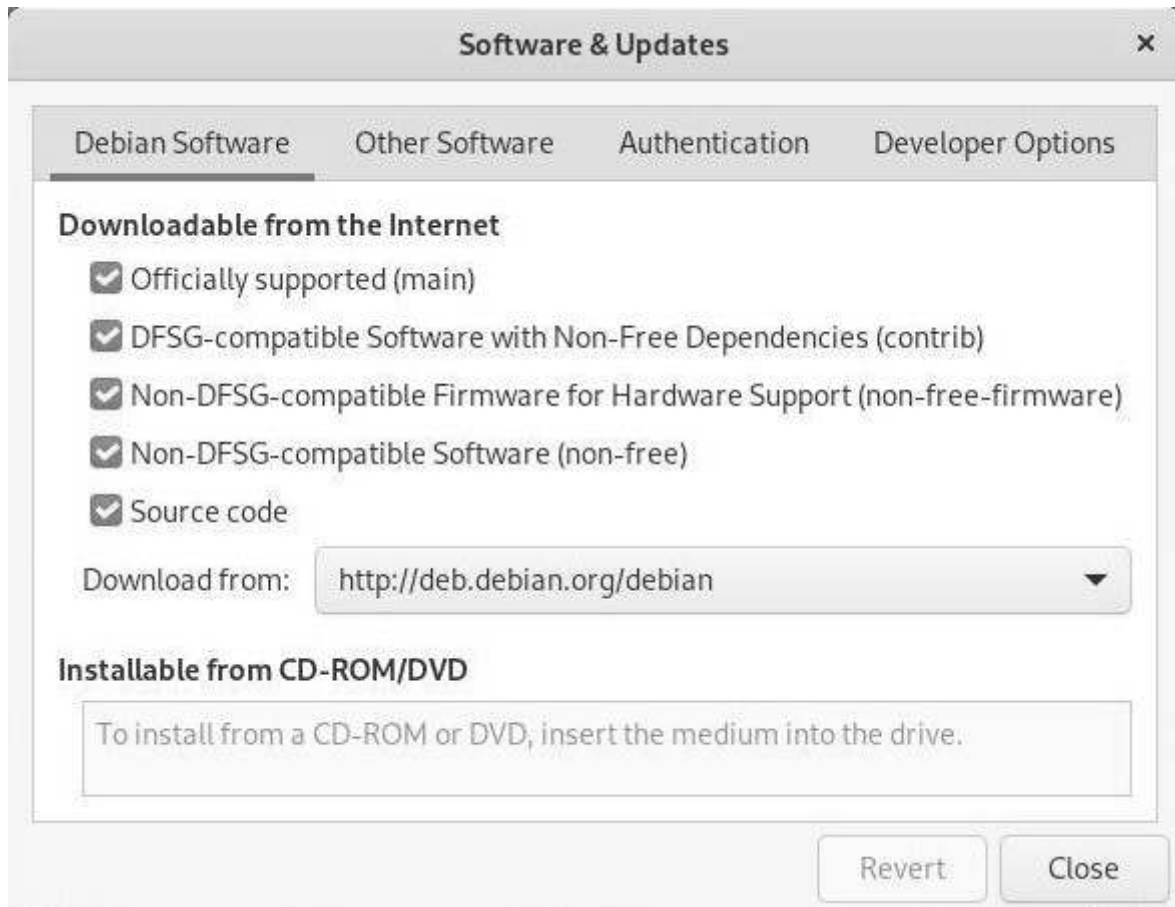 Software & Updates
Debian Software Other Software Authentication Developer Options
Downloadable from the Internet
Officially supported (main)
DFSG-compatible Software with Non-Free Dependencies (contrib)
Non-DFSG-compatible Firmware for Hardware Support (non-free-firmware)
Non-DFSG-compatible Software (non-free)
Source code
Download from: http://deb.debian.org/debian
Installable from CD-ROM/DVD
To install from a CD-ROM or DVD, insert the medium into the drive.
Revert Close